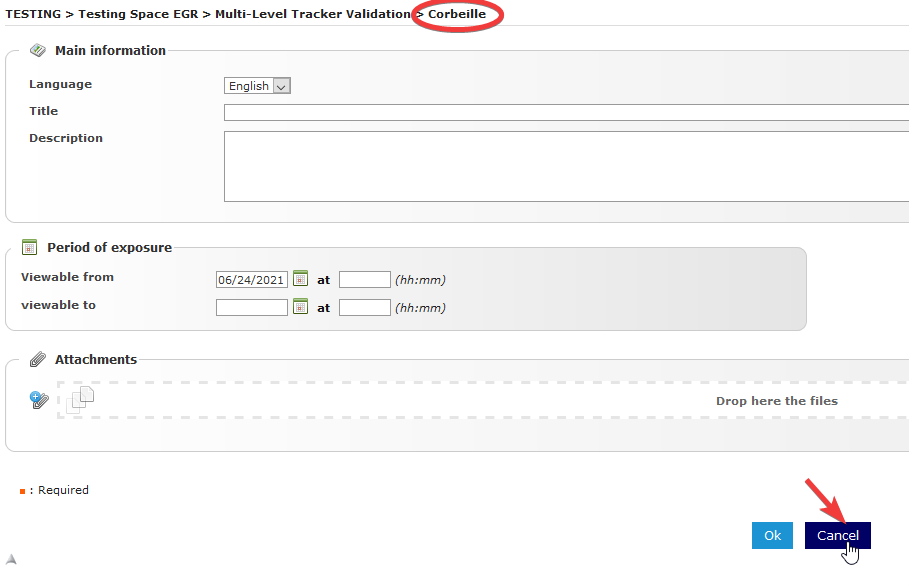 TESTING > Testing Space EGR > Multi-Level Tracker Validation > Corbeille
Main information
Language English
Title
Description
Period of exposure
Viewable from 06/24/2021 at (hh:mm)
viewable to at (hh:mm)
Attachments
Drop here the files
: Required
Ok Cancel